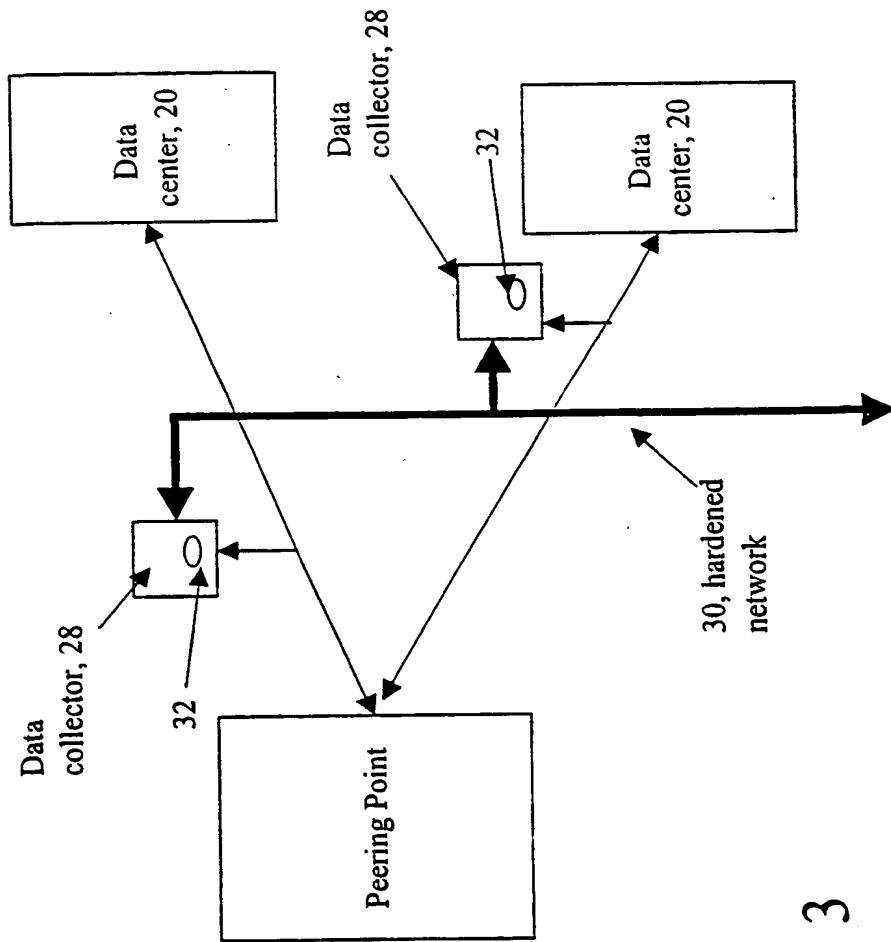 Data
collector, 28
32
Peering Point
30, hardened
network
Data
collector, 28
32
Data
center, 20
Data
center, 20
3